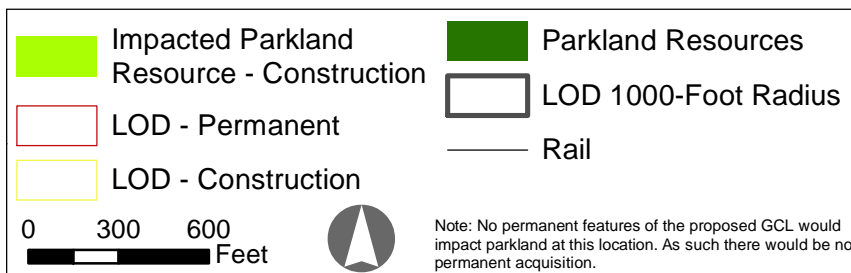 Impacted Parkland
Resource - Construction
LOD - Permanent
LOD - Construction
0 300 600
Feet
Parkland Resources
LOD 1000-Foot Radius
Rail
Note: No permanent features of the proposed GCL would
impact parkland at this location. As such there would be no
permanent acquisition.